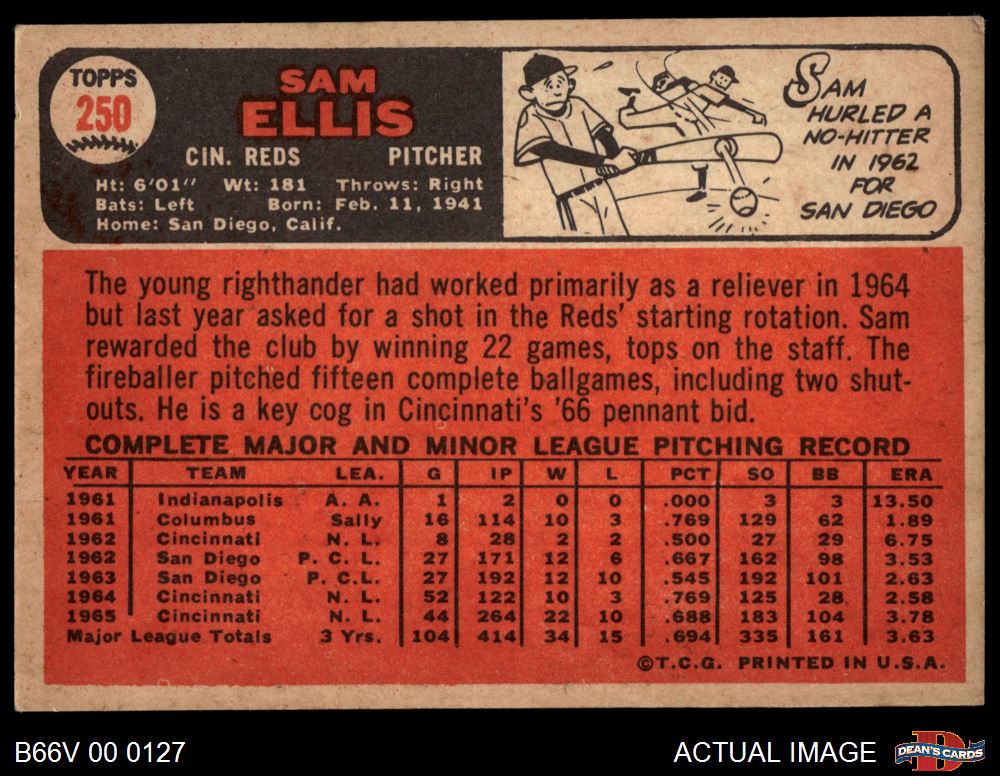 TOPPS
250
SAM
ELLIS
CIN. REDS PITCHER
Ht: 6'01" Wt: 181 Throws: Right
Bats: Left Born: Feb. 11, 1941
Home: San Diego, Calif.
SAM
HURLED A
NO-HITTER
IN 1962
FOR
SAN DIEGO
The young righthander had worked primarily as a reliever in 1964
but last year asked for a shot in the Reds' starting rotation. Sam
rewarded the club by winning 22 games, tops on the staff. The
fireballer pitched fifteen complete ballgames, including two shut-
outs. He is a key cog in Cincinnati's '66 pennant bid.
COMPLETE MAJOR AND MINOR LEAGUE PITCHING RECORD
YEAR TEAM LEA. G IP W L PCT SO BB ERA
1961 Indianapolis A. A. 1 2 0 0 .000 3 3 13.50
1961 Columbus Sally 16 114 10 3 .769 129 62 1.89
1962 Cincinnati N. L. 8 28 2 2 .500 27 29 6.75
1962 San Diego P. C. L. 27 171 12 6 .667 162 98 3.53
1963 San Diego P. C. L. 27 192 12 10 .545 192 101 2.63
1964 Cincinnati N. L. 52 122 10 3 .769 125 28 2.58
1965 Cincinnati N. L. 44 264 22 10 .688 183 104 3.78
Major League Totals 3 Yrs. 104 414 34 15 .694 335 161 3.63
©T.C.G. PRINTED IN U.S.A.
B66V 00 0127 ACTUAL IMAGE DEAN'S CARDS